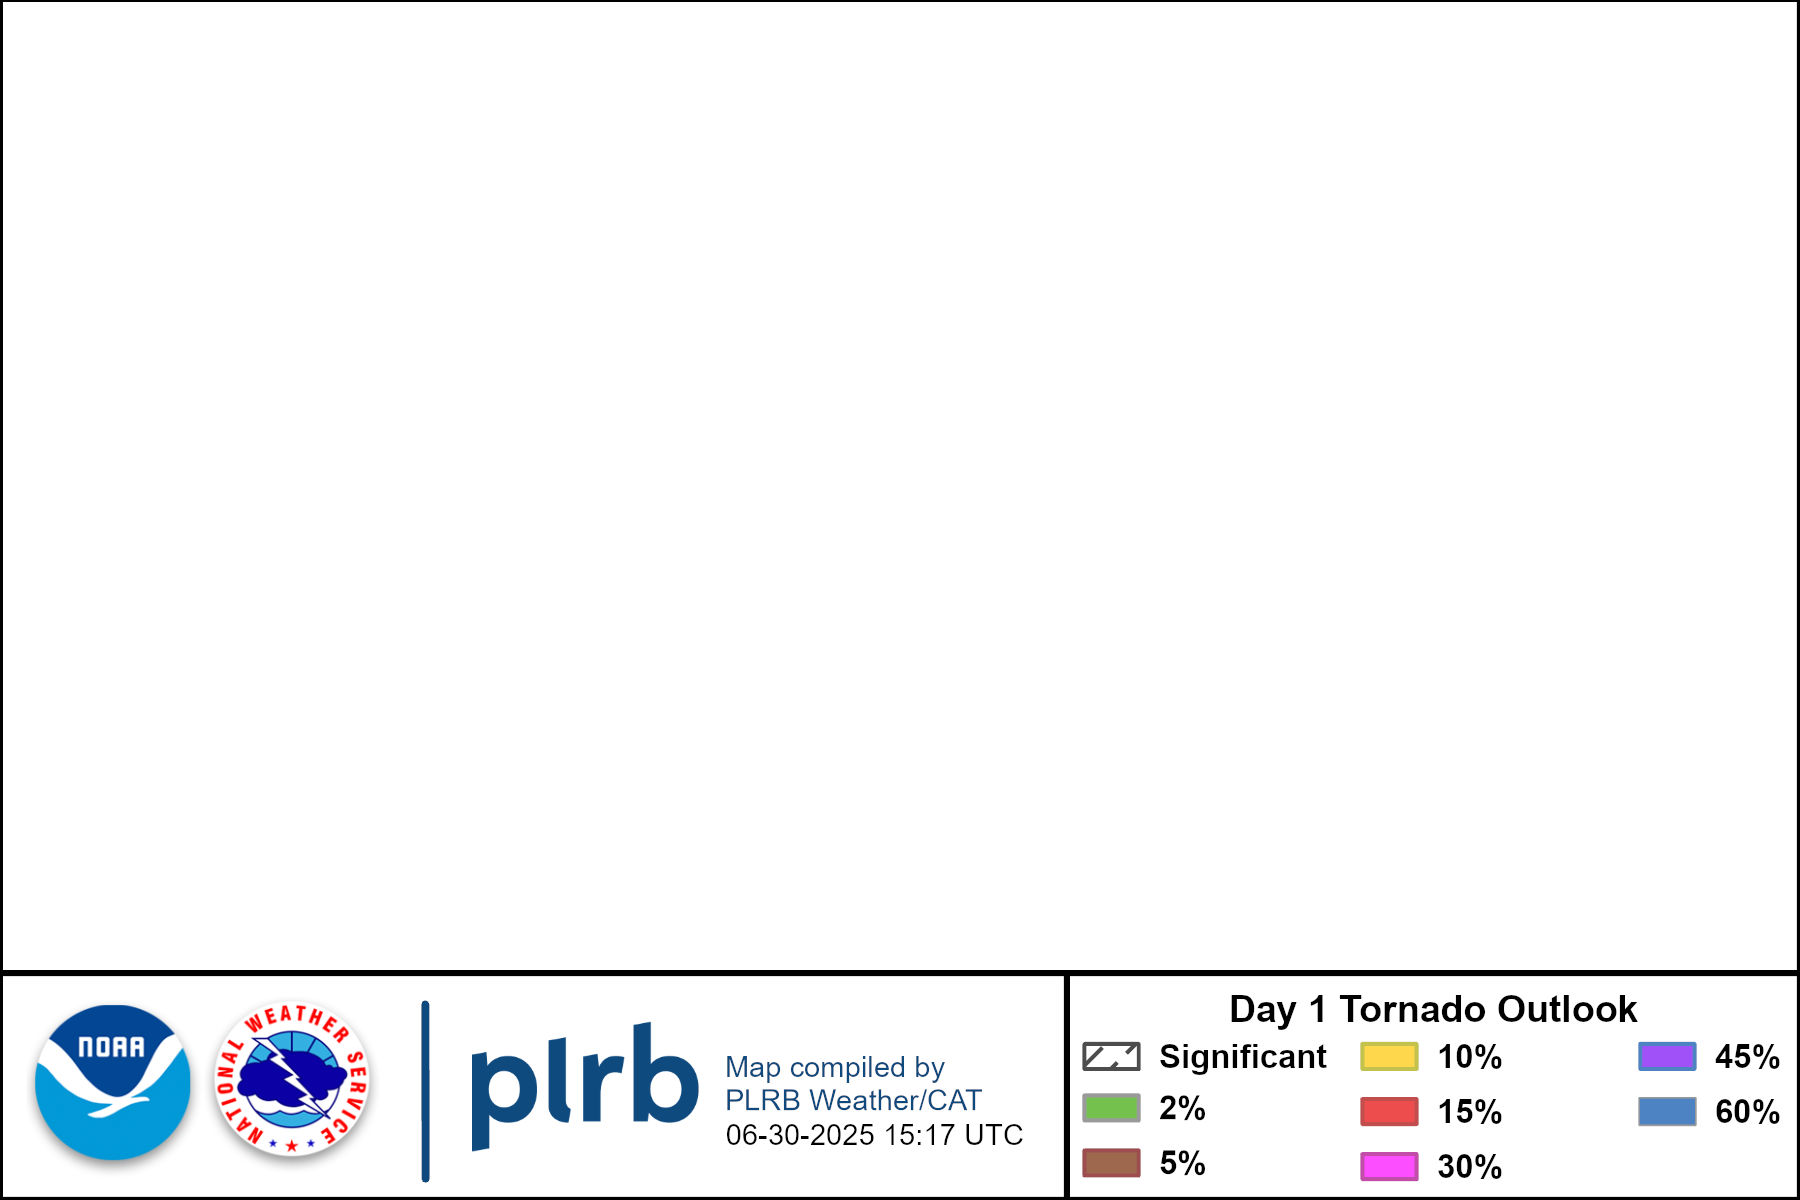 NOAA
NATIONAL WEATHER SERVICE
plrb
Map compiled by
PLRB Weather/CAT
06-30-2025 15:17 UTC
Day 1 Tornado Outlook
Significant
2%
5%
10%
15%
30%
45%
60%